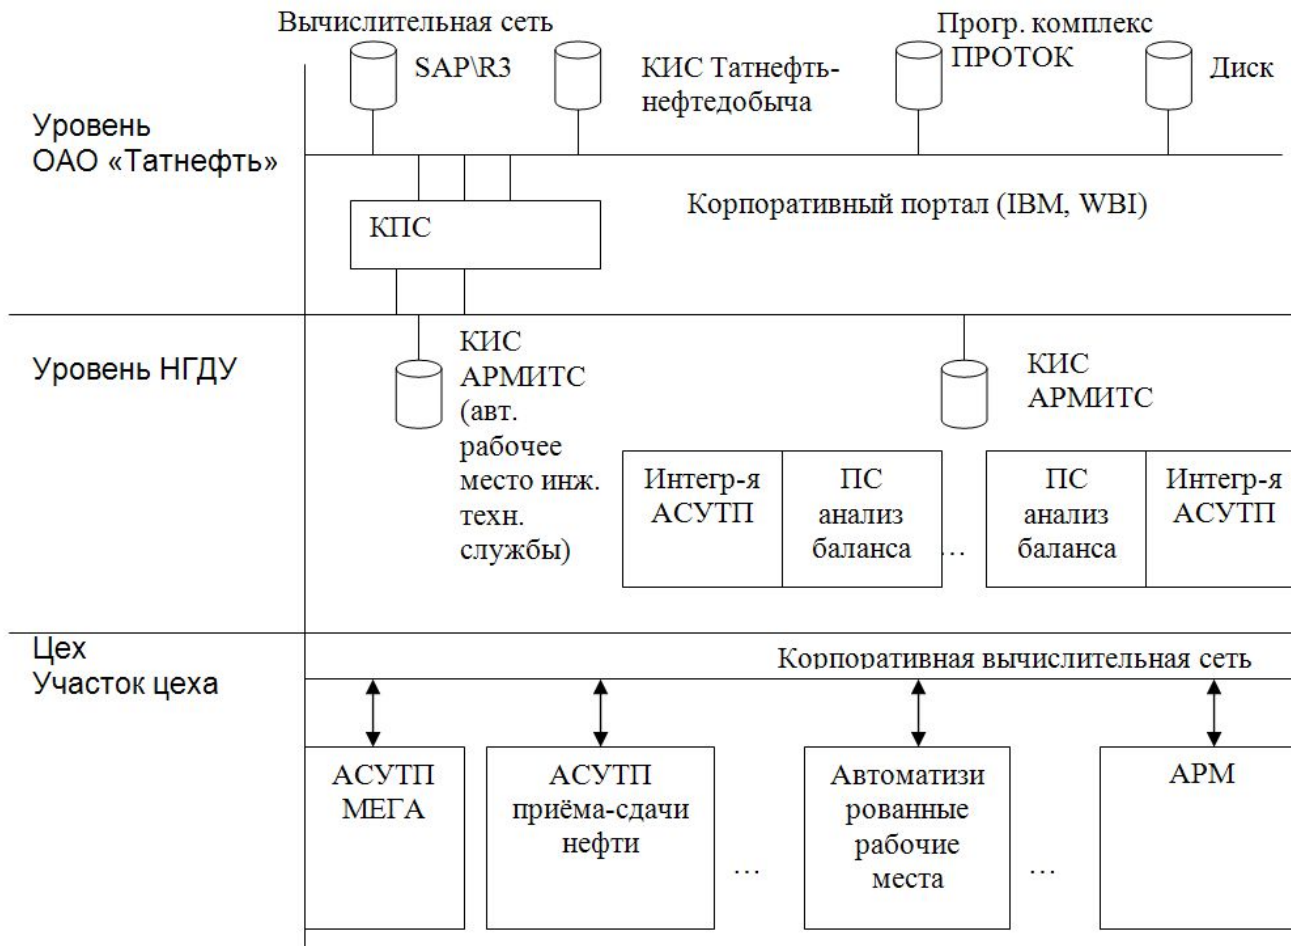 Вычислительная сеть
SAP\R3
КИС Татнефть-
нефтедобыча
Прогр. комплекс
ПРОТОК
Диск
Уровень
ОАО «Татнефть»
Корпоративный портал (IBM, WBI)
КПС
Уровень НГДУ
КИС
АРМИТС
(авт.
рабочее
место инж.
техн.
службы)
КИС
АРМИТС
Интегр-я
АСУТП
ПС
анализ
баланса
...
ПС
анализ
баланса
Интегр-я
АСУТП
Цех
Участок цеха
Корпоративная вычислительная сеть
АСУТП
МЕГА
АСУТП
приёма-сдачи
нефти
...
Автоматизи
рованные
рабочие
места
...
АРМ